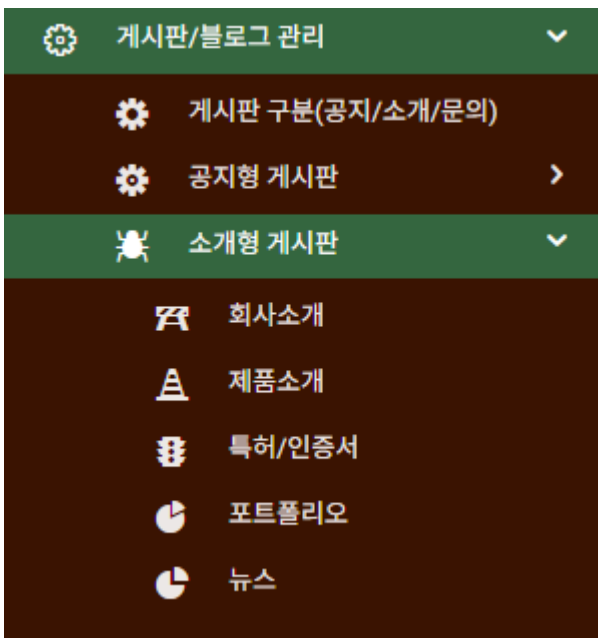 게시판/블로그 관리
게시판 구분(공지/소개/문의)
공지형 게시판
소개형 게시판
회사소개
제품소개
특허/인증서
포트폴리오
뉴스